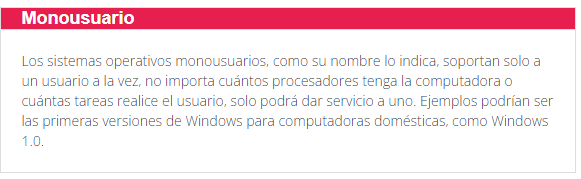 Monousuario
Los sistemas operativos monousuarios, como su nombre lo indica, soportan solo a
un usuario a la vez, no importa cuántos procesadores tenga la computadora o
cuántas tareas realice el usuario, solo podrá dar servicio a uno. Ejemplos podrían ser
las primeras versiones de Windows para computadoras domésticas, como Windows
1.0.